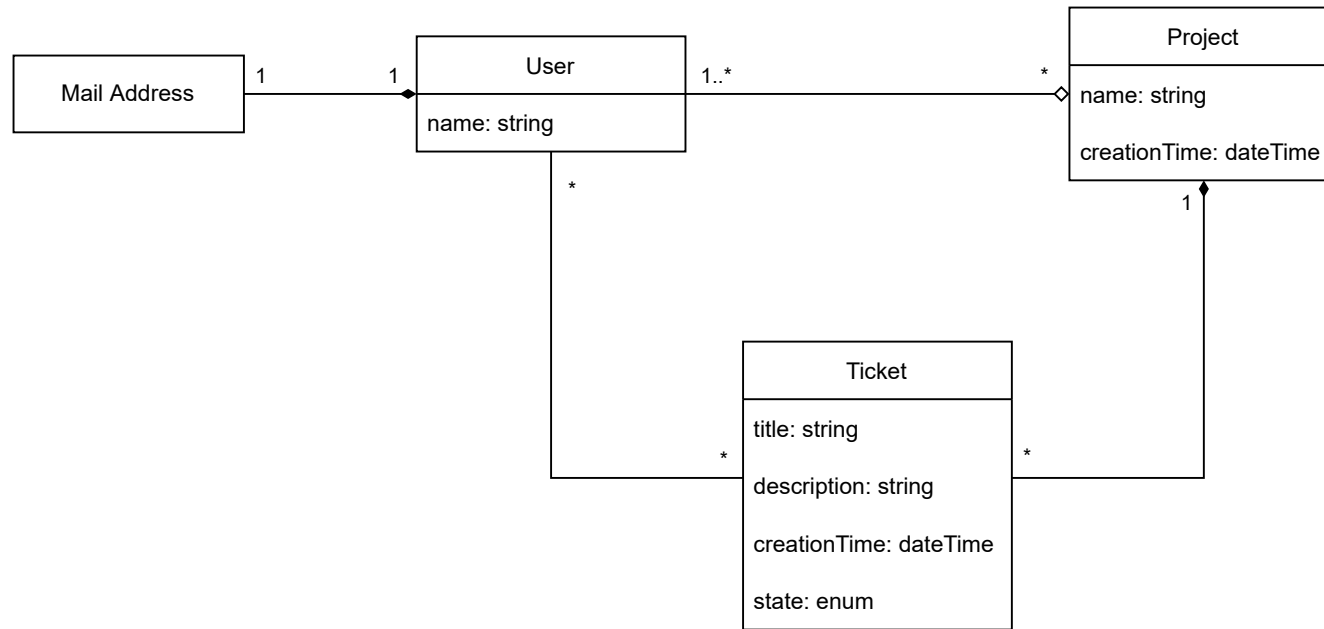 Project
User
1
1
1..*
*
Mail Address
name: string
name: string
creationTime: dateTime
*
1
Ticket
title: string
*
*
description: string
creationTime: dateTime
state: enum